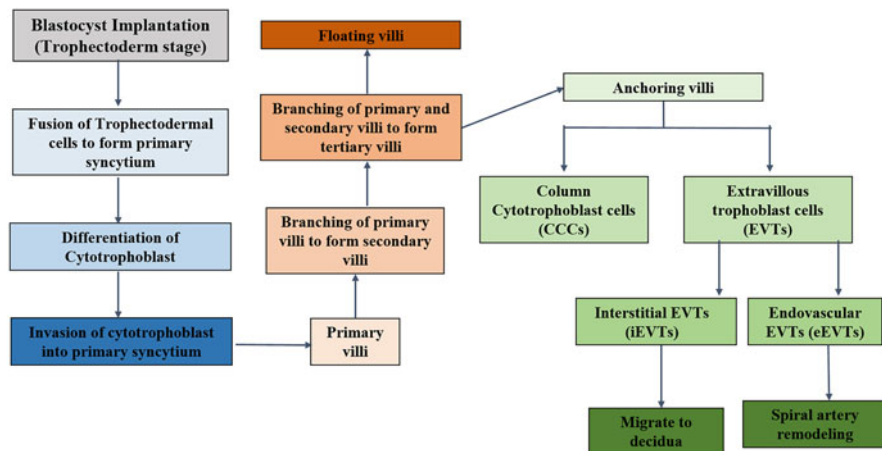 Blastocyst Implantation
(Trophectoderm stage)
Fusion of Trophectodermal
cells to form primary
syncytium
Differentiation of
Cytotrophoblast
Invasion of cytotrophoblast
into primary syncytium
Primary
villi
Branching of primary
villi to form secondary
villi
Branching of primary and
secondary villi to form
tertiary villi
Floating villi
Anchoring villi
Column
Cytotrophoblast cells
(CCCs)
Extravillous
trophoblast cells
(EVTs)
Interstitial EVTs
(iEVTs)
Endovascular
EVTs (eEVTs)
Migrate to
decidua
Spiral artery
remodeling